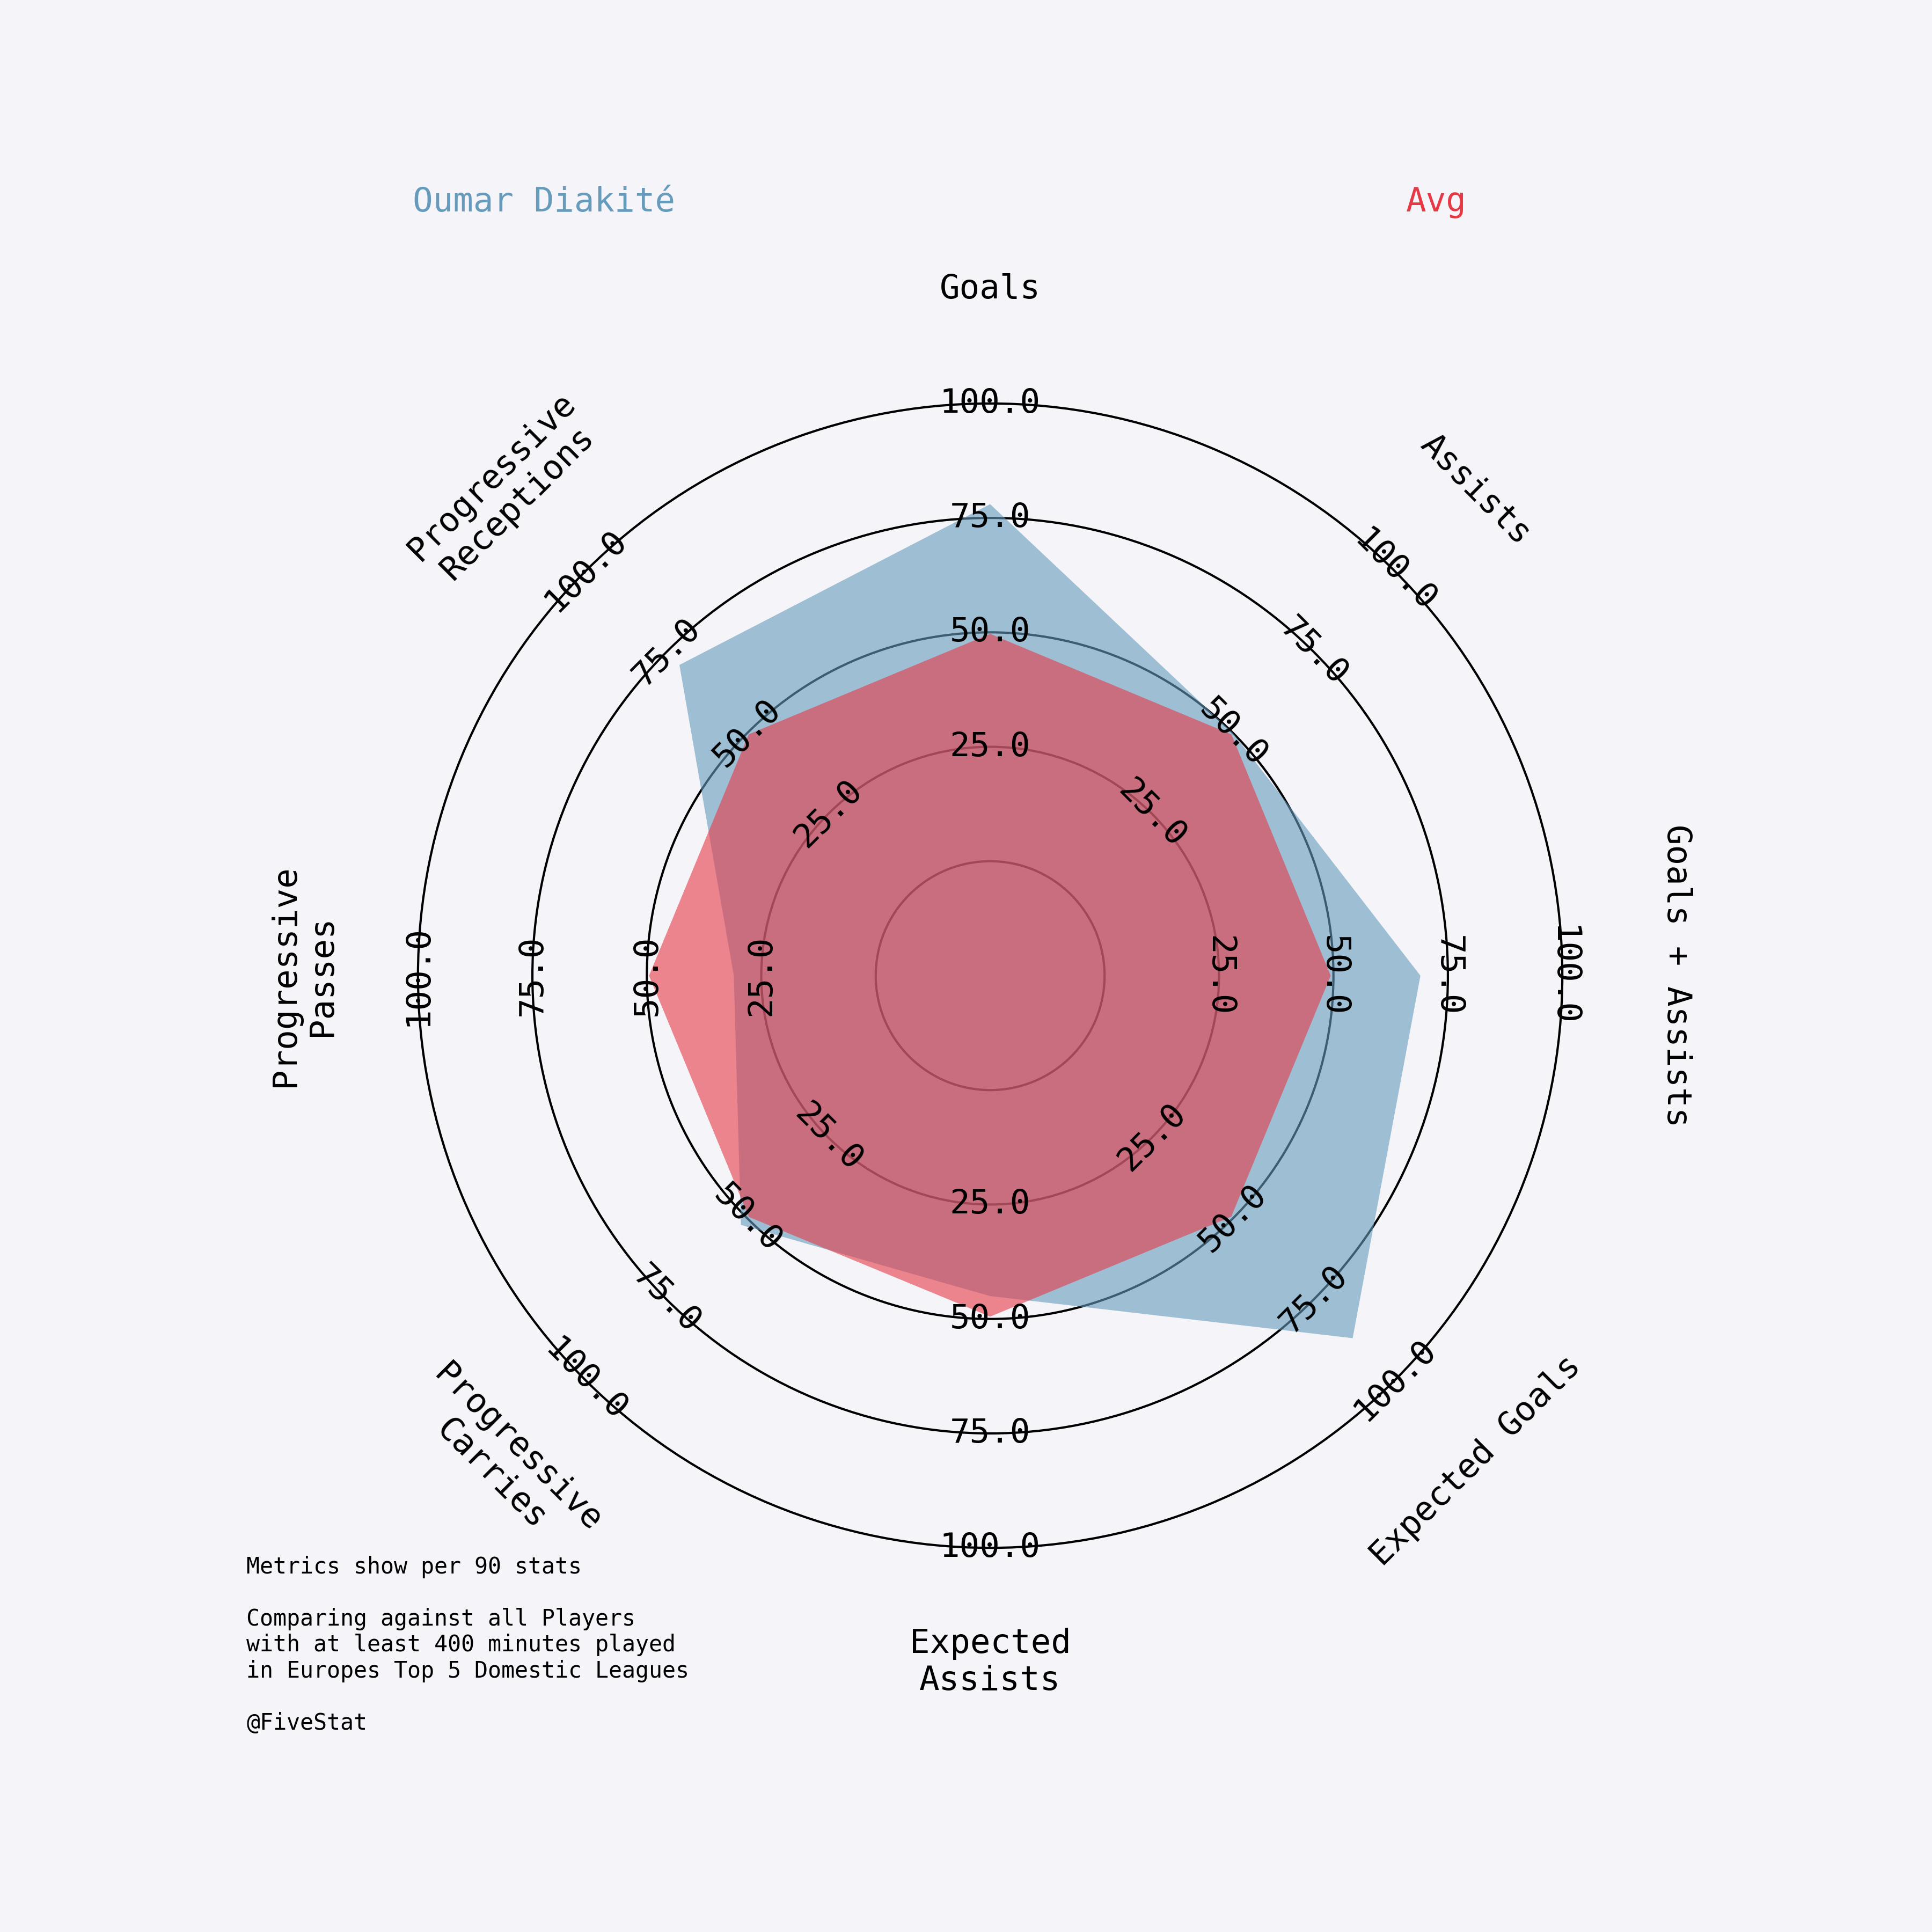 Oumar Diakité
Avg
Goals
Assists
Goals + Assists
Expected Goals
Expected
Assists
Progressive
Carries
Progressive
Passes
Progressive
Receptions
25.0
50.0
75.0
100.0
25.0
50.0
75.0
100.0
25.0
50.0
75.0
100.0
25.0
50.0
75.0
100.0
25.0
50.0
75.0
100.0
25.0
50.0
75.0
100.0
25.0
50.0
75.0
100.0
25.0
50.0
75.0
100.0
Metrics show per 90 stats
Comparing against all Players
with at least 400 minutes played
in Europes Top 5 Domestic Leagues
@FiveStat